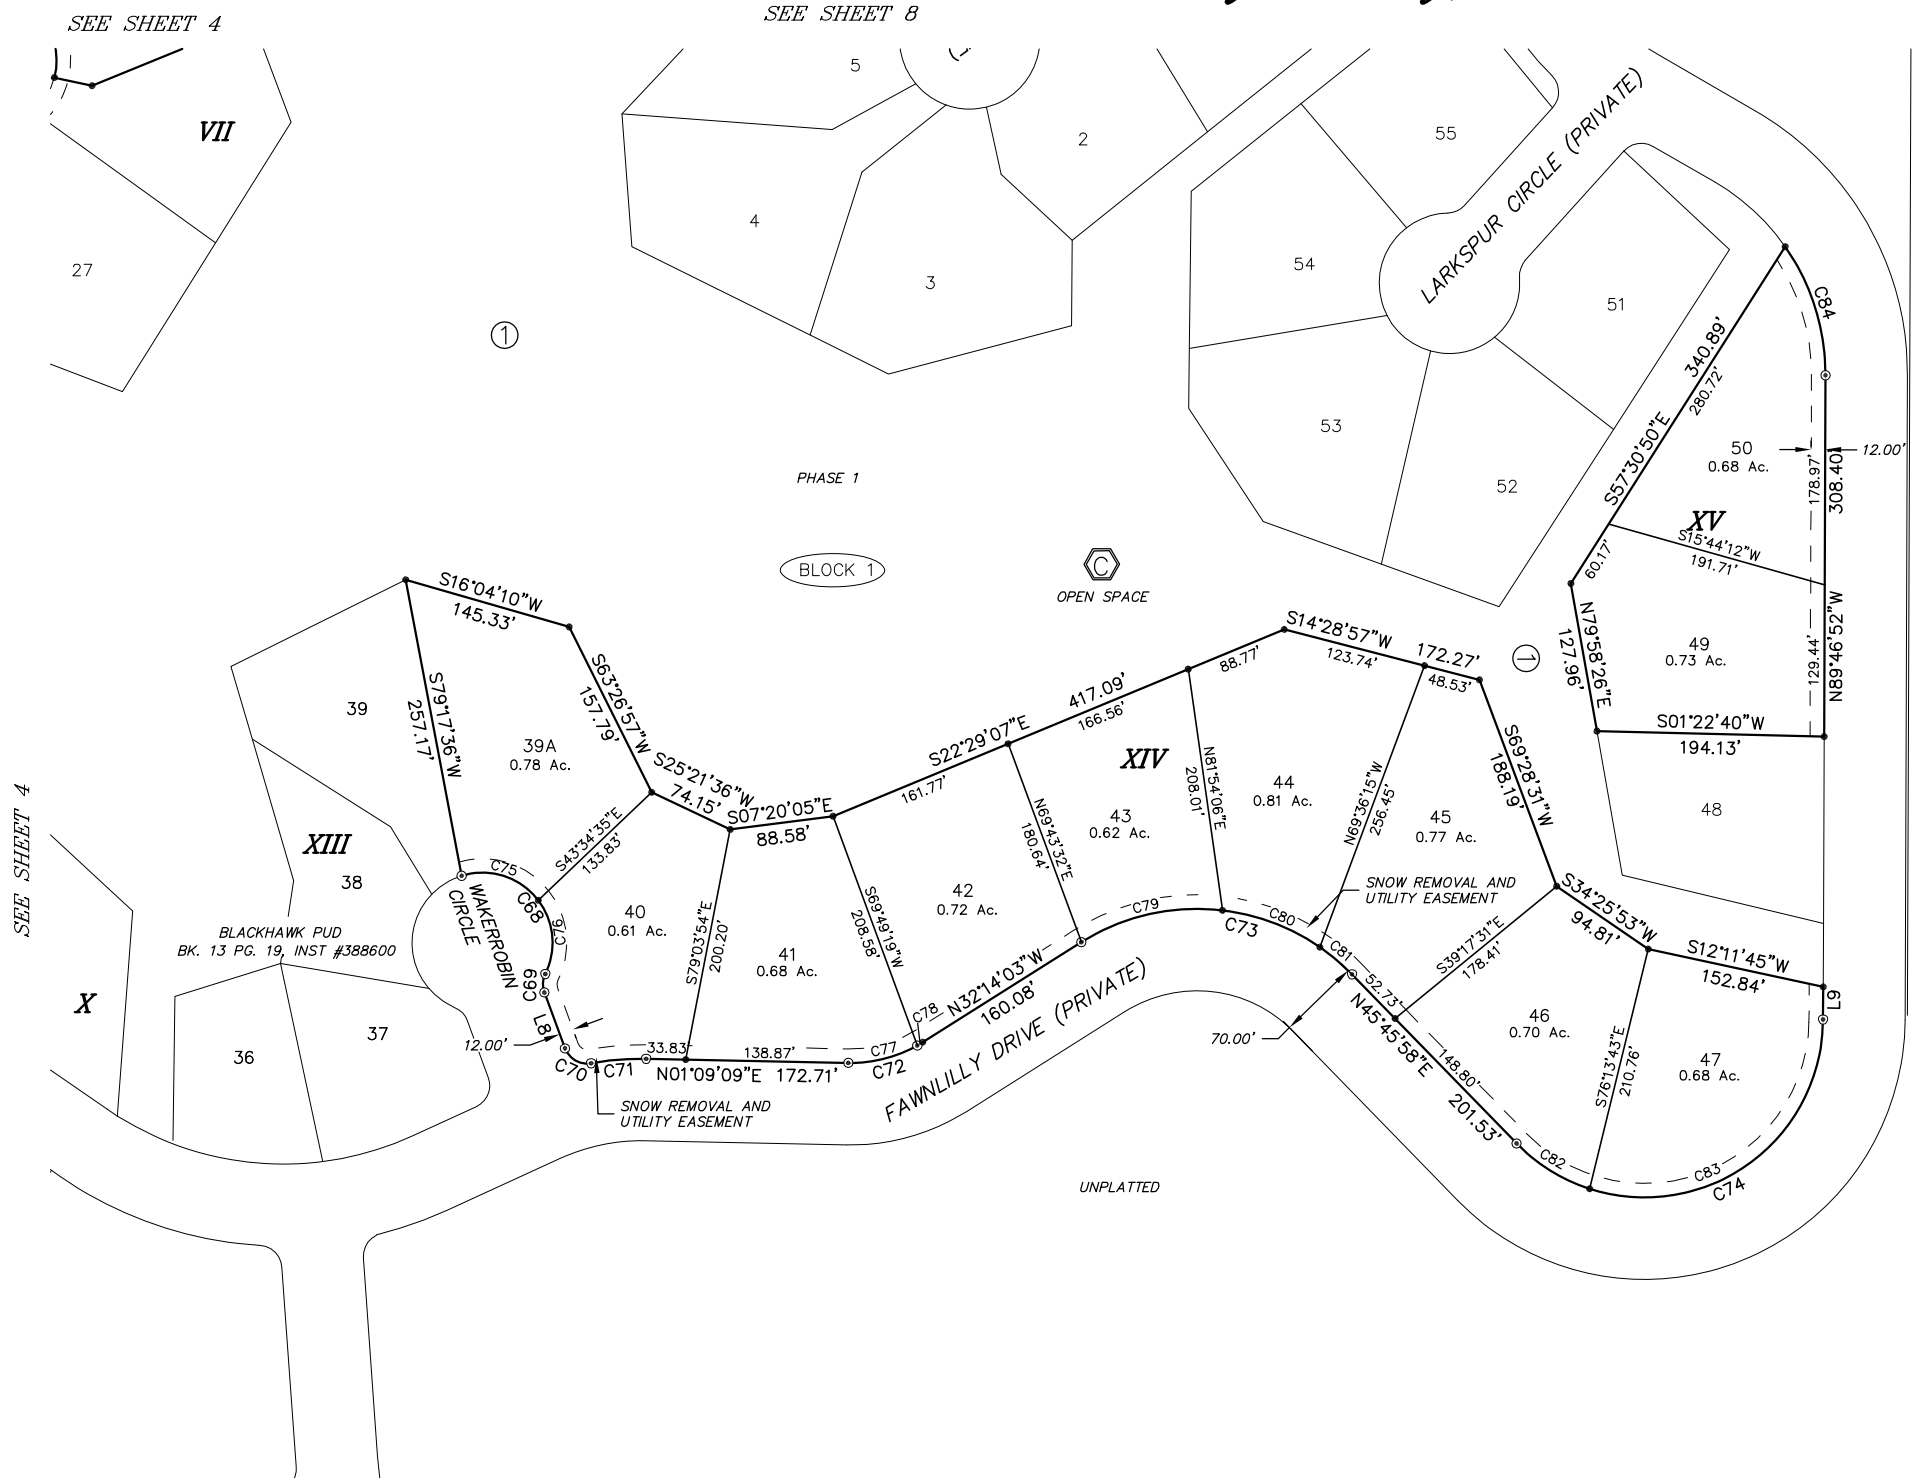 SEE SHEET 4
SEE SHEET 8
VII
27
5
4
3
2
1
55
54
53
52
51
LARKSPUR CIRCLE (PRIVATE)
C84
S57°30'50"E
340.89'
280.72'
60.17'
50
0.68 Ac.
12.00'
178.97'
308.40'
XV
S15°44'12"W
191.71'
N79°58'26"E
127.96'
49
0.73 Ac.
129.44'
N89°46'52"W
S01°22'40"W
194.13'
48
PHASE 1
BLOCK 1
C
OPEN SPACE
1
S16°04'10"W
145.33'
S63°26'57"W
157.79'
S79°17'36"W
257.17'
39
39A
0.78 Ac.
S25°21'36"W
74.15'
S07°20'05"E
88.58'
S22°29'07"E
417.09'
161.77'
166.56'
88.77'
S14°28'57"W
172.27'
123.74'
48.53'
XIV
N69°43'32"E
180.64'
43
0.62 Ac.
N81°54'06"E
208.01'
44
0.81 Ac.
N69°36'15"W
256.45'
45
0.77 Ac.
S69°28'31"W
188.19'
SEE SHEET 4
XIII
38
S43°34'35"E
133.83'
C75
C68
C76
WAKERROBIN
CIRCLE
40
0.61 Ac.
S79°03'54"E
200.20'
41
0.68 Ac.
S69°49'19"W
208.58'
42
0.72 Ac.
SNOW REMOVAL AND
UTILITY EASEMENT
C79
C80
C73
C81
S34°25'53"W
94.81'
S12°11'45"W
152.84'
L9
BLACKHAWK PUD
BK. 13 PG. 19, INST #388600
X
36
37
C69
L8
12.00'
C70
C71
33.83'
138.87'
N01°09'09"E
172.71'
C77
C72
C78
N32°14'03"W
160.08'
FAWNLILLY DRIVE (PRIVATE)
SNOW REMOVAL AND
UTILITY EASEMENT
70.00'
52.73'
N45°45'58"E
148.80'
201.53'
S39°17'31"E
178.41'
46
0.70 Ac.
S76°13'43"E
210.76'
47
0.68 Ac.
C82
C83
C74
UNPLATTED